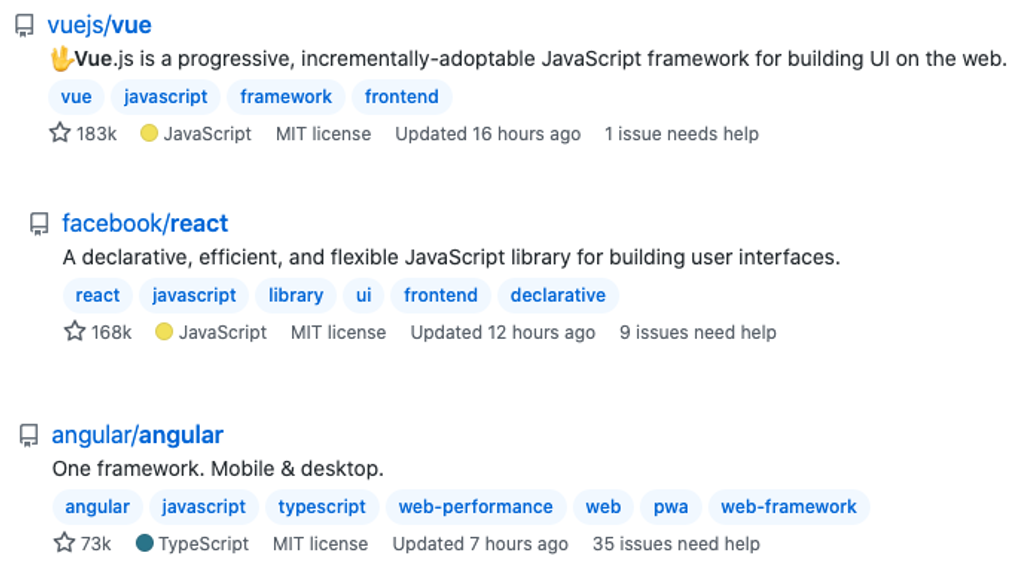 vuejs/vue
🖖Vue.js is a progressive, incrementally-adoptable JavaScript framework for building UI on the web.
vue javascript framework frontend
183k JavaScript MIT license Updated 16 hours ago 1 issue needs help
facebook/react
A declarative, efficient, and flexible JavaScript library for building user interfaces.
react javascript library ui frontend declarative
168k JavaScript MIT license Updated 12 hours ago 9 issues need help
angular/angular
One framework. Mobile & desktop.
angular javascript typescript web-performance web pwa web-framework
73k TypeScript MIT license Updated 7 hours ago 35 issues need help